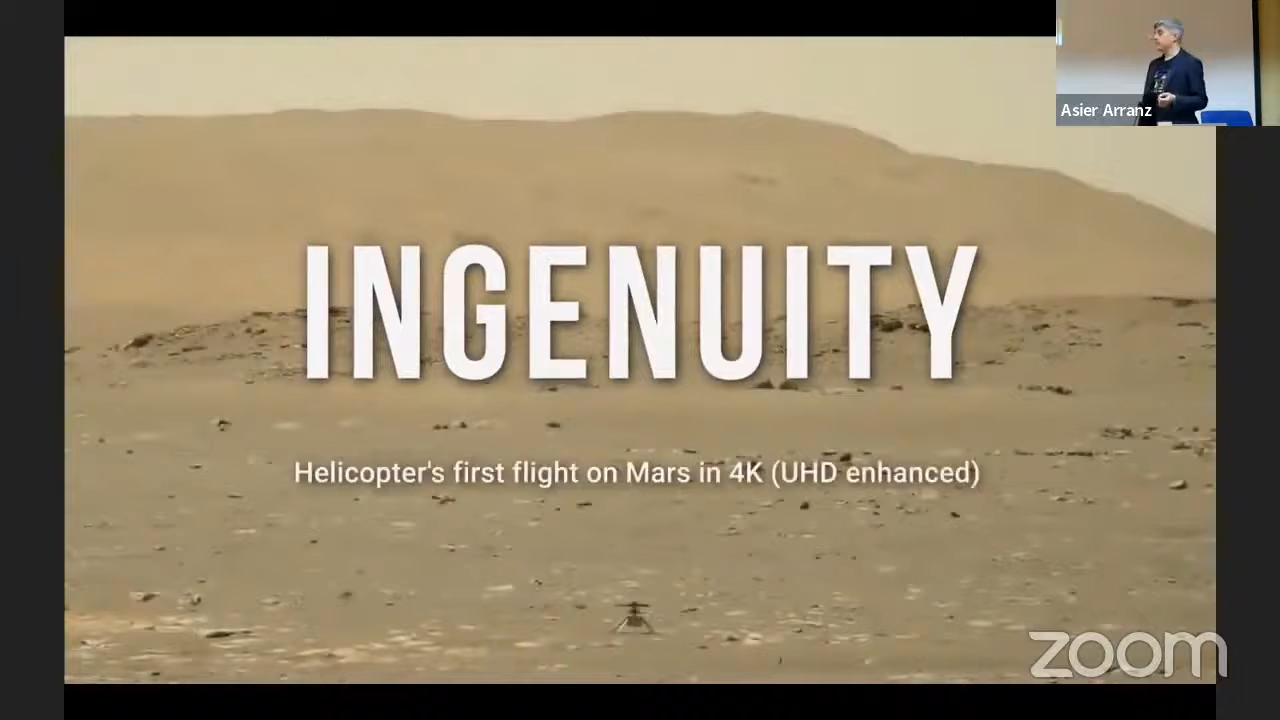 Asier Arranz
INGENUITY
Helicopter's first flight on Mars in 4K (UHD enhanced)
zoom